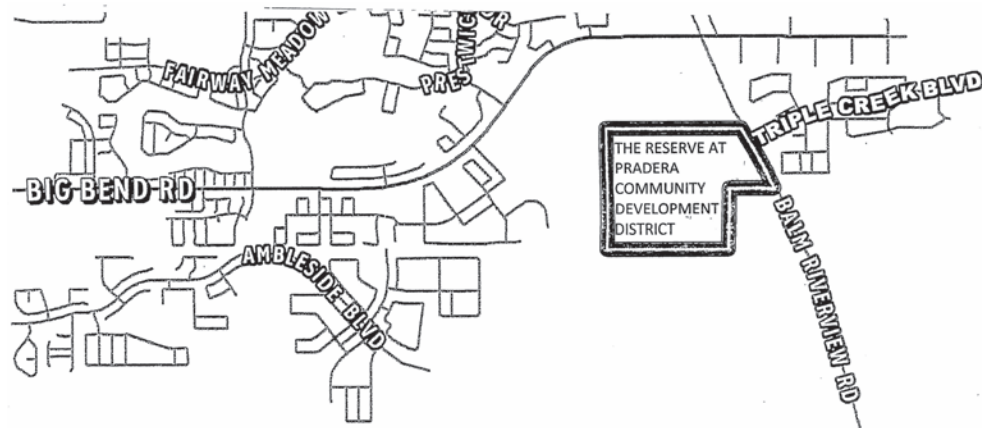 FAIRWAY MEADOW
PRESTWIC
TRIPLE CREEK BLVD
THE RESERVE AT
PRADERA
COMMUNITY
DEVELOPMENT
DISTRICT
BIG BEND RD
BALM-RIVERVIEW-RD
AMBLESIDE BLVD